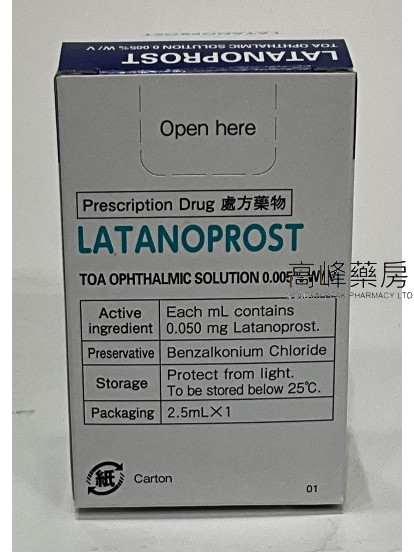 LATANOPROST
TOA OPHTHALMIC SOLUTION 0.005% W/V
Open here
Prescription Drug 處方藥物
LATANOPROST
TOA OPHTHALMIC SOLUTION 0.005% W/V
高峰藥房
PHARMACY LTD
Active ingredient
Each mL contains
0.050 mg Latanoprost.
Preservative
Benzalkonium Chloride
Storage
Protect from light.
To be stored below 25℃.
Packaging
2.5mL×1
紙
Carton
01